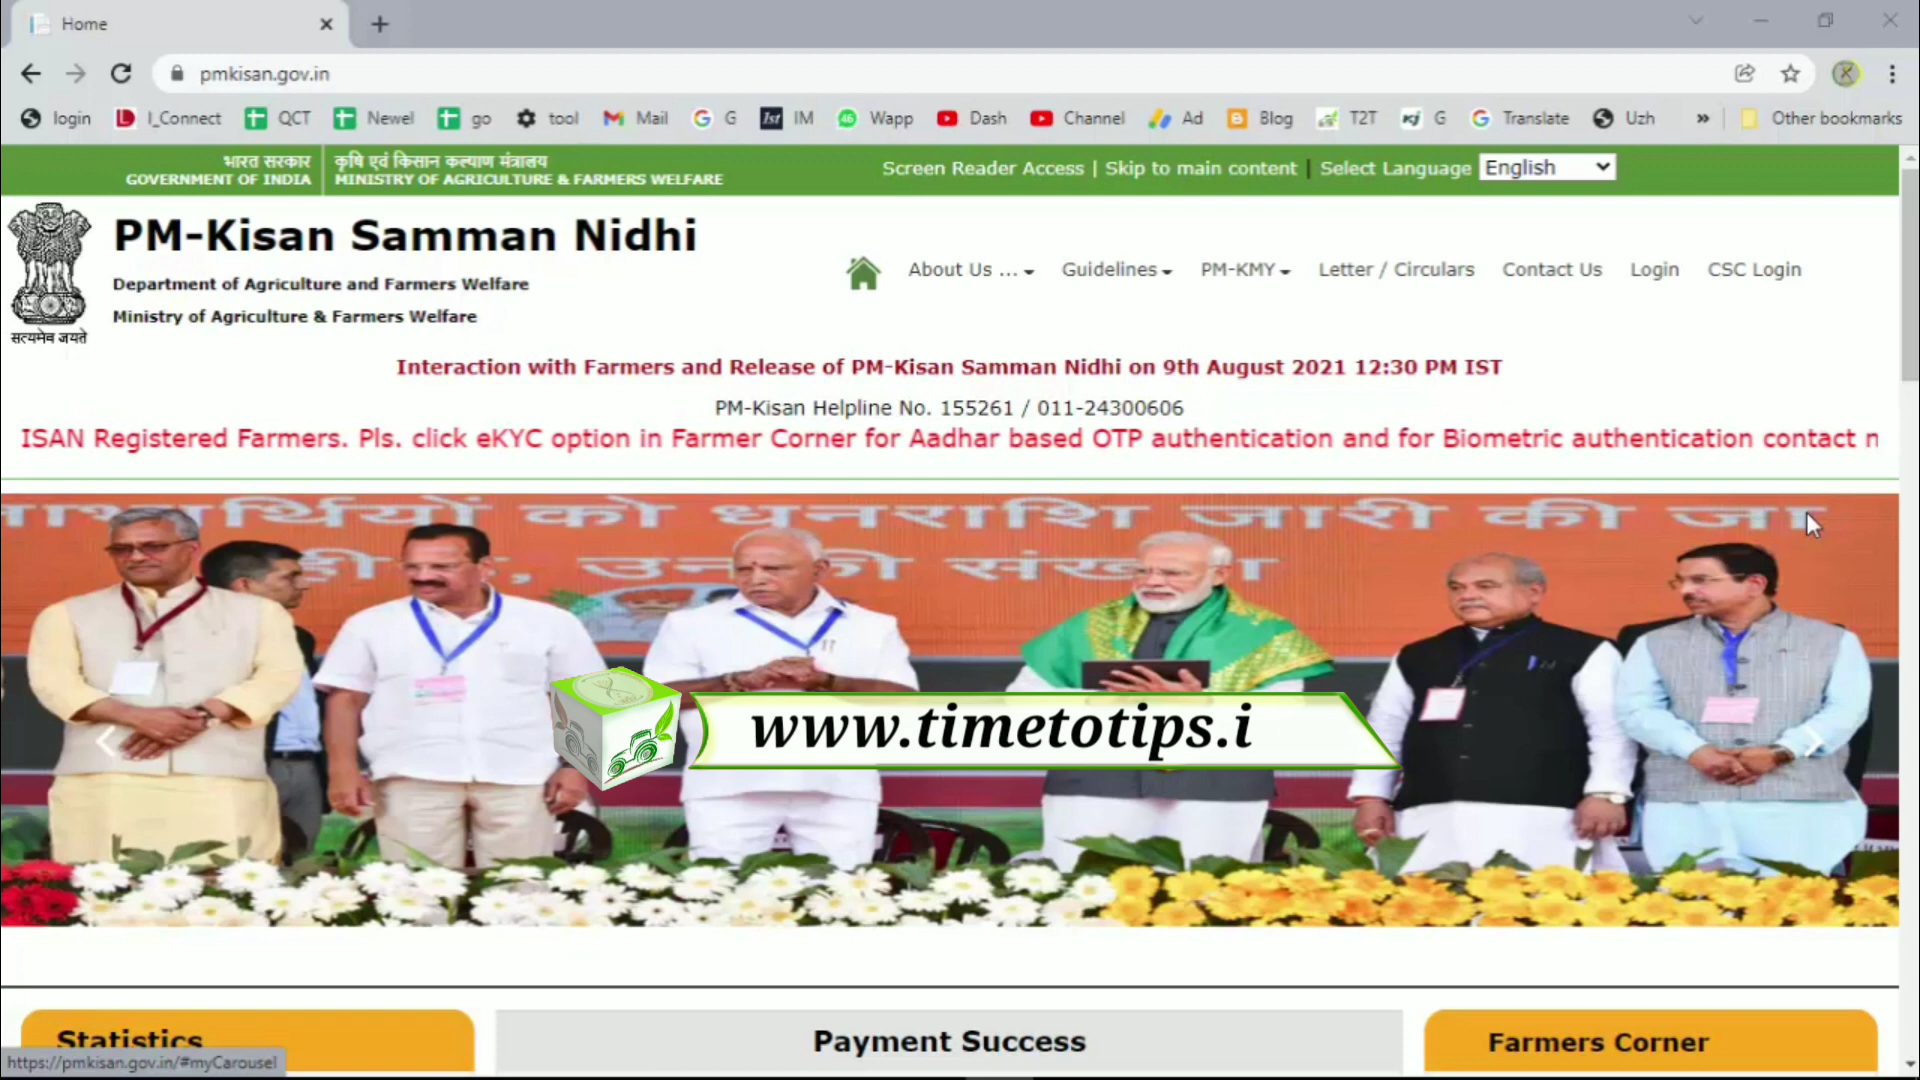 Home
pmkisan.gov.in
login I_Connect QCT Newel go tool Mail G IM Wapp Dash Channel Ad Blog T2T G Translate Uzh » Other bookmarks
भारत सरकार कृषि एवं किसान कल्याण मंत्रालय
GOVERNMENT OF INDIA MINISTRY OF AGRICULTURE & FARMERS WELFARE
Screen Reader Access | Skip to main content | Select Language English
PM-Kisan Samman Nidhi
Department of Agriculture and Farmers Welfare
Ministry of Agriculture & Farmers Welfare
सत्यमेव जयते
About Us ... Guidelines PM-KMY Letter / Circulars Contact Us Login CSC Login
Interaction with Farmers and Release of PM-Kisan Samman Nidhi on 9th August 2021 12:30 PM IST
PM-Kisan Helpline No. 155261 / 011-24300606
ISAN Registered Farmers. Pls. click eKYC option in Farmer Corner for Aadhar based OTP authentication and for Biometric authentication contact n
को धनराशि जारी की जा
www.timetotips.i
Statistics
Payment Success
Farmers Corner
https://pmkisan.gov.in/#myCarousel